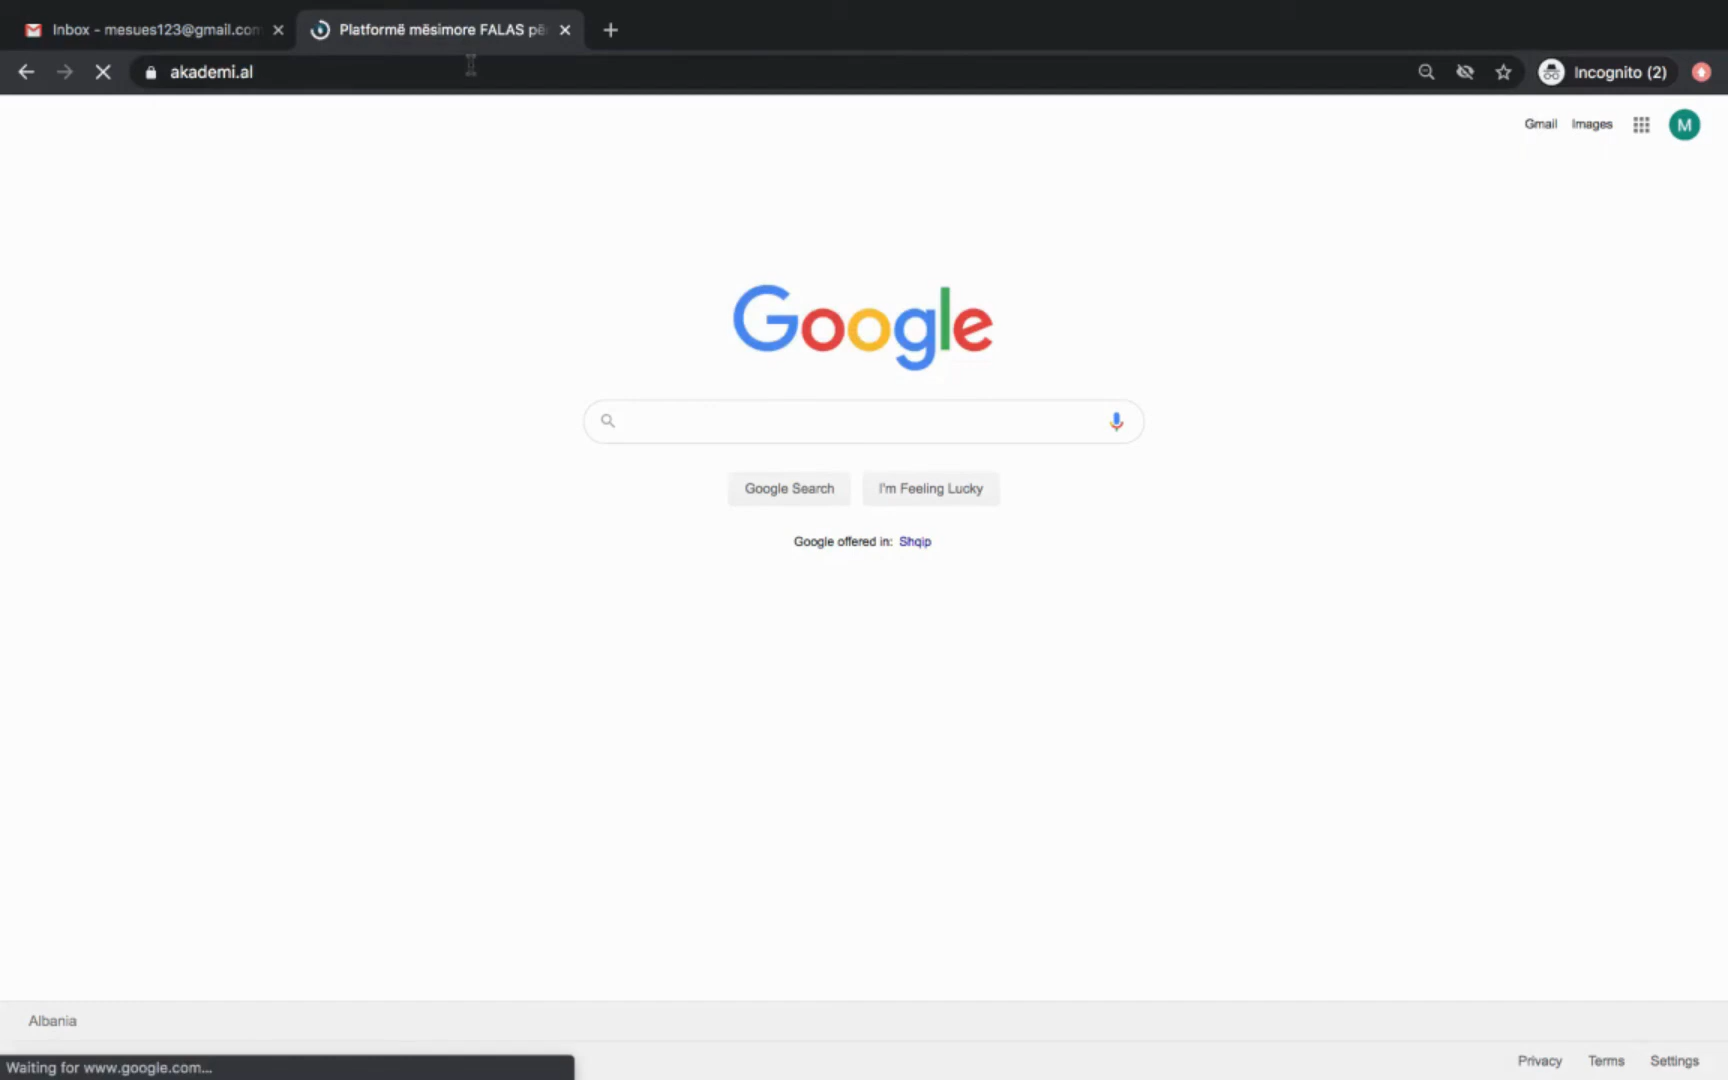 Inbox - mesues123@gmail.com
Platformë mësimore FALAS për
akademi.al
Incognito (2)
Gmail
Images
M
Google
Google Search
I'm Feeling Lucky
Google offered in: Shqip
Albania
Waiting for www.google.com...
Privacy
Terms
Settings